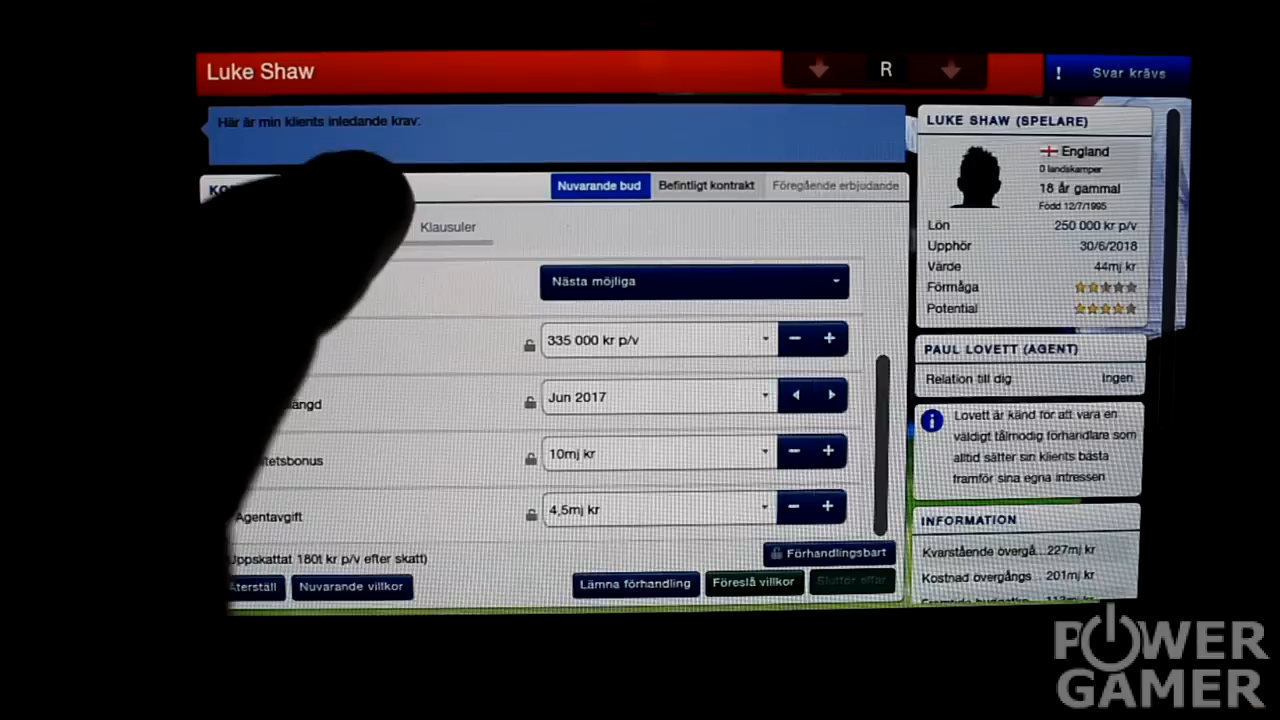 Luke Shaw
R
! Svar krävs
Här är min klients inledande krav:
Nuvarande bud
Befintligt kontrakt
Föregående erbjudande
Klausuler
Nästa möjliga
335 000 kr p/v
Jun 2017
10mj kr
Agentavgift
4,5mj kr
Uppskattat 180t kr p/v efter skatt)
Förhandlingsbart
Återställ
Nuvarande villkor
Lämna förhandling
Föreslå villkor
Slutför affär
LUKE SHAW (SPELARE)
England
0 landskamper
18 år gammal
Född 12/7/1995
Lön 250 000 kr p/v
Upphör 30/6/2018
Värde 44mj kr
Förmåga
Potential
PAUL LOVETT (AGENT)
Relation till dig Ingen
Lovett är känd för att vara en
väldigt tålmodig förhandlare som
alltid sätter sin klients bästa
framför sina egna intressen
INFORMATION
Kvarstående övergå... 227mj kr
Kostnad övergångs... 201mj kr
POWER
GAMER